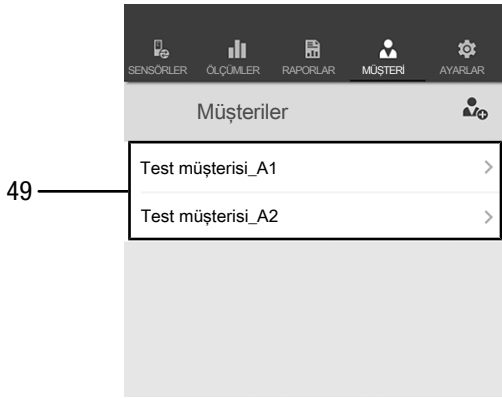 SENSÖRLER ÖLÇÜMLER RAPORLAR MÜŞTERİ AYARLAR
Müşteriler
Test müşterisi_A1
49
Test müşterisi_A2